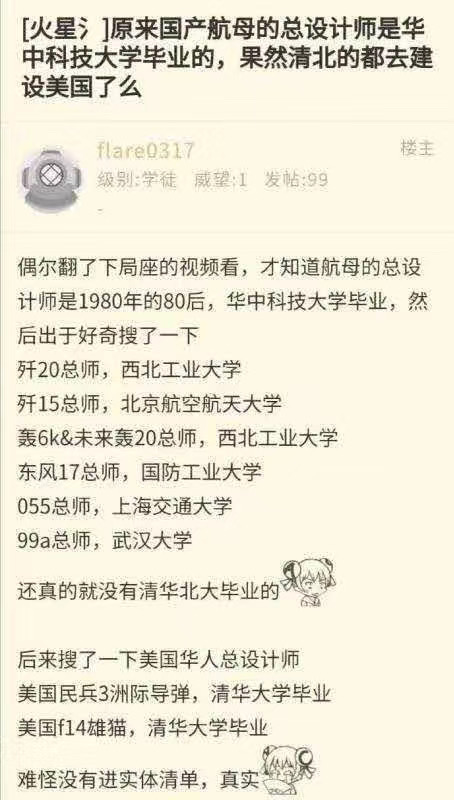 [火星氵]原来国产航母的总设计师是华
中科技大学毕业的，果然清北的都去建
设美国了么
flare0317
楼主
级别:学徒 威望:1 发帖:99
-
偶尔翻了下局座的视频看，才知道航母的总设
计师是1980年的80后，华中科技大学毕业，然
后出于好奇搜了一下
歼20总师，西北工业大学
歼15总师，北京航空航天大学
轰6k&未来轰20总师，西北工业大学
东风17总师，国防工业大学
055总师，上海交通大学
99a总师，武汉大学
还真的就没有清华北大毕业的
后来搜了一下美国华人总设计师
美国民兵3洲际导弹，清华大学毕业
美国f14雄猫，清华大学毕业
难怪没有进实体清单，真实